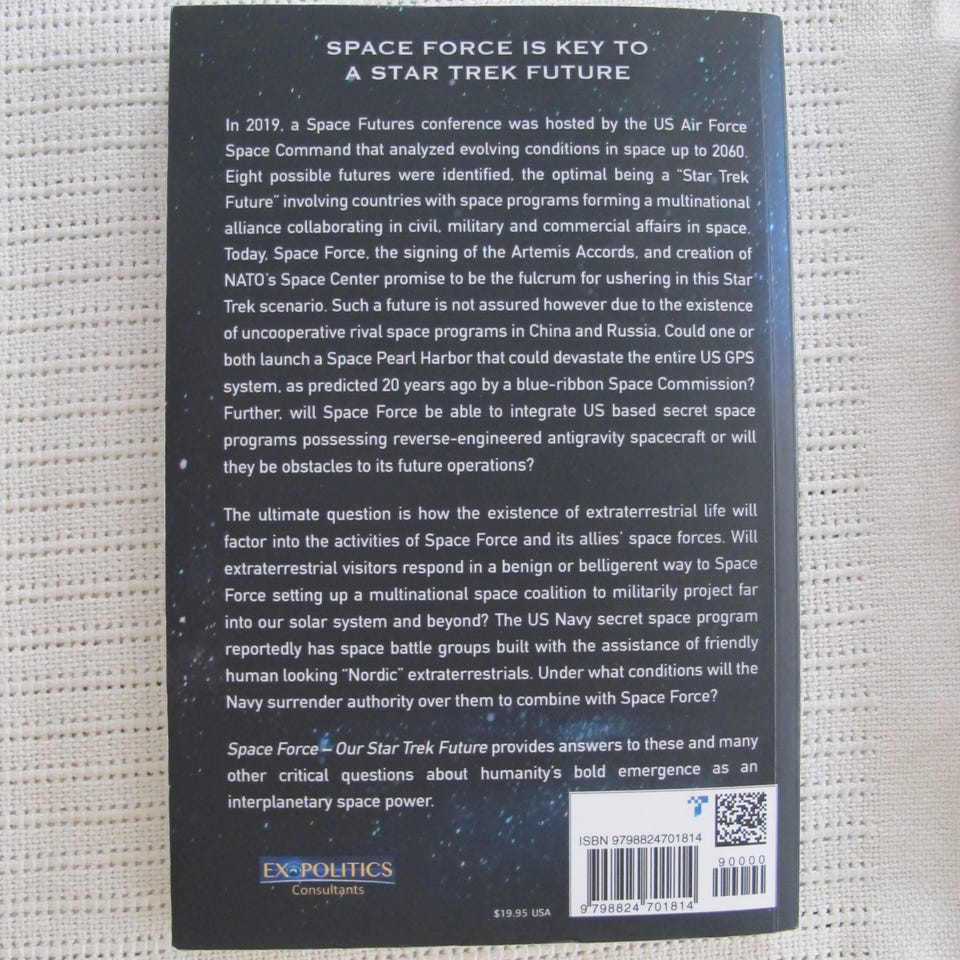 SPACE FORCE IS KEY TO
A STAR TREK FUTURE
In 2019, a Space Futures conference was hosted by the US Air Force
Space Command that analyzed evolving conditions in space up to 2060.
Eight possible futures were identified, the optimal being a "Star Trek
Future" involving countries with space programs forming a multinational
alliance collaborating in civil, military and commercial affairs in space.
Today, Space Force, the signing of the Artemis Accords, and creation of
NATO's Space Center promise to be the fulcrum for ushering in this Star
Trek scenario. Such a future is not assured however due to the existence
of uncooperative rival space programs in China and Russia. Could one or
both launch a Space Pearl Harbor that could devastate the entire US GPS
system, as predicted 20 years ago by a blue-ribbon Space Commission?
Further, will Space Force be able to integrate US based secret space
programs possessing reverse-engineered antigravity spacecraft or will
they be obstacles to its future operations?
The ultimate question is how the existence of extraterrestrial life will
factor into the activities of Space Force and its allies' space forces. Will
extraterrestrial visitors respond in a benign or belligerent way to Space
Force setting up a multinational space coalition to militarily project far
into our solar system and beyond? The US Navy secret space program
reportedly has space battle groups built with the assistance of friendly
human looking "Nordic" extraterrestrials. Under what conditions will the
Navy surrender authority over them to combine with Space Force?
Space Force – Our Star Trek Future provides answers to these and many
other critical questions about humanity's bold emergence as an
interplanetary space power.
EXOPOLITICS
Consultants
$19.95 USA
ISBN 9798824701814
90000
9 798824 701814